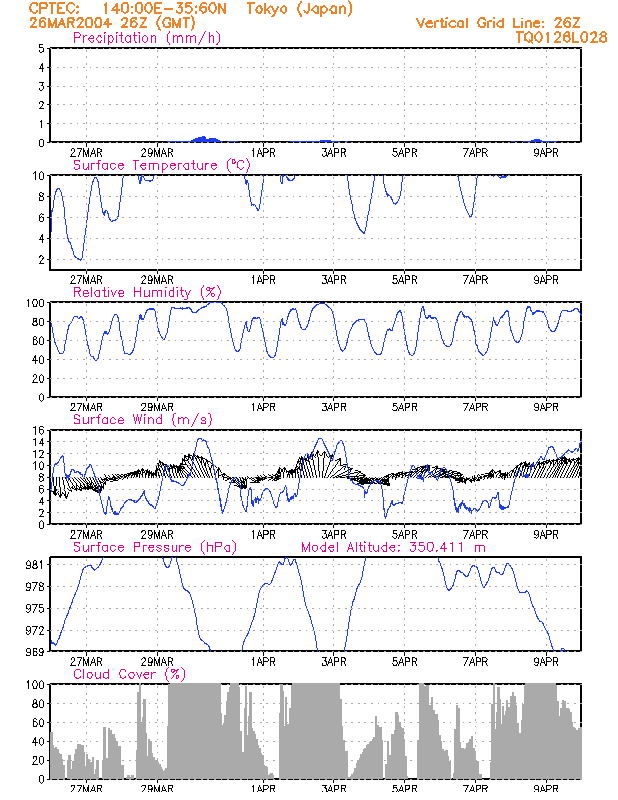 CPTEC: 140:00E-35:60N Tokyo (Japan)
26MAR2004 26Z (GMT) Vertical Grid Line: 26Z
Precipitation (mm/h) TQ0126L028
5
4
3
2
1
0
27MAR 29MAR 1APR 3APR 5APR 7APR 9APR
Surface Temperature (°C)
10
8
6
4
2
27MAR 29MAR 1APR 3APR 5APR 7APR 9APR
Relative Humidity (%)
100
80
60
40
20
0
27MAR 29MAR 1APR 3APR 5APR 7APR 9APR
Surface Wind (m/s)
16
14
12
10
8
6
4
2
0
27MAR 29MAR 1APR 3APR 5APR 7APR 9APR
Surface Pressure (hPa) Model Altitude: 350.411 m
981
978
975
972
969
27MAR 29MAR 1APR 3APR 5APR 7APR 9APR
Cloud Cover (%)
100
80
60
40
20
0
27MAR 29MAR 1APR 3APR 5APR 7APR 9APR